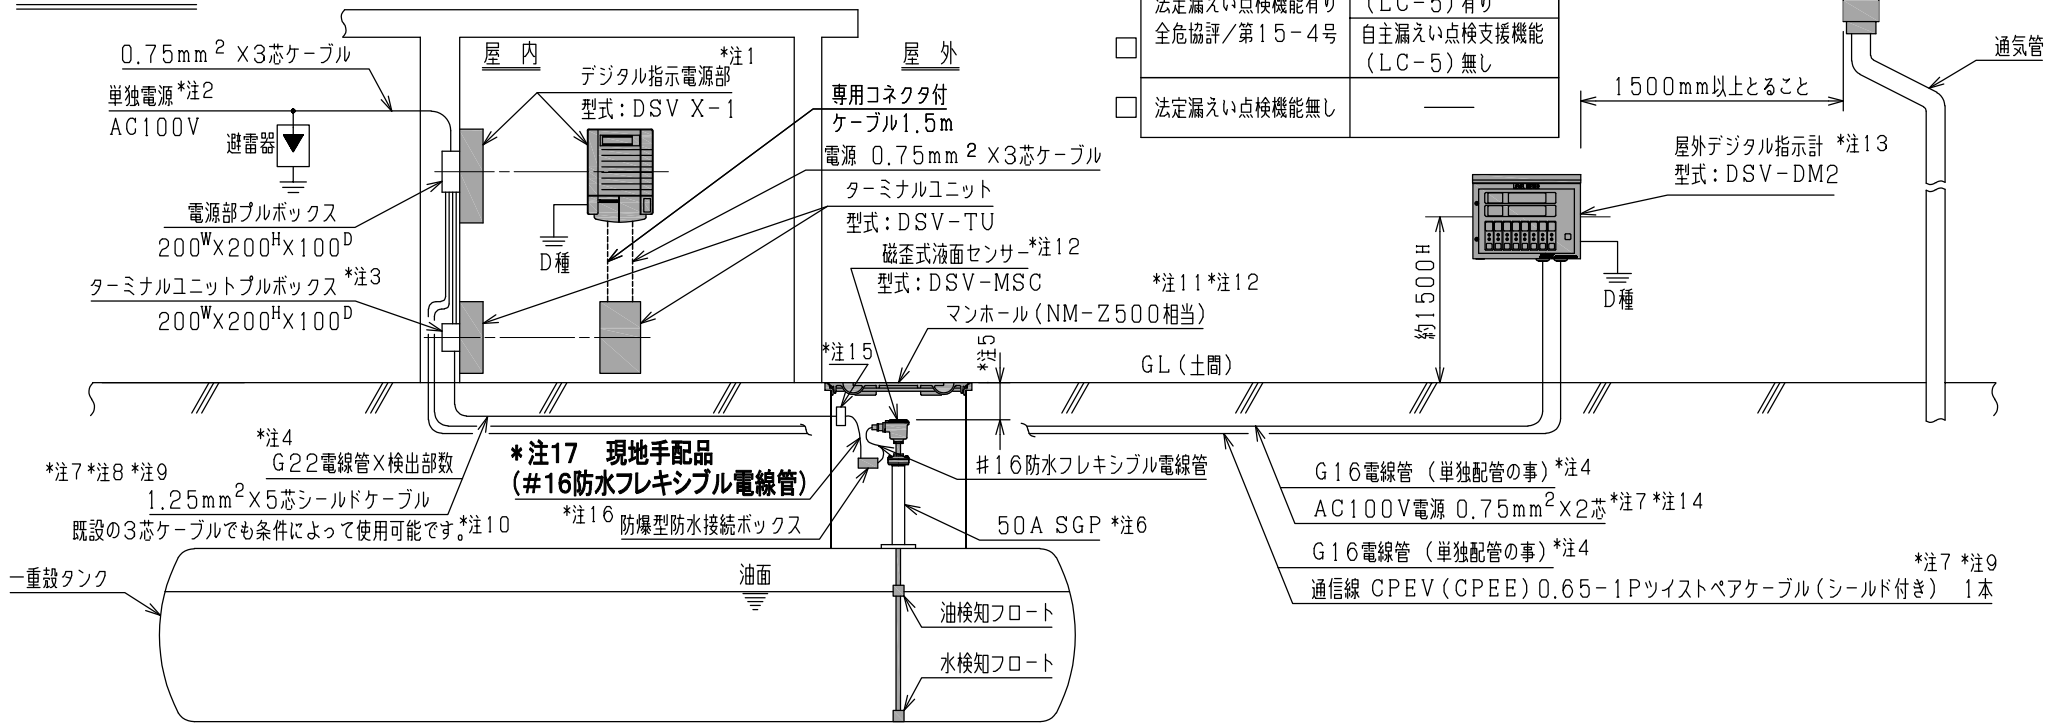 0.75mm² X3芯ケーブル
単独電源*注2
AC100V
避雷器
屋 内
デジタル指示電源部 *注1
型式:DSV X-1
専用コネクタ付
ケーブル1.5m
屋 外
電源 0.75mm² X3芯ケーブル
ターミナルユニット
型式:DSV-TU
D種
電源部プルボックス
200ᵂX200ᴴX100ᴰ
ターミナルユニットプルボックス *注3
200ᵂX200ᴴX100ᴰ
磁歪式液面センサー*注12
型式:DSV-MSC
*注11*注12
マンホール(NM-Z500相当)
*注15
*注5
GL(土間)
法定漏えい点検機能有り
全危協評/第15-4号
(LC-5)有り
自主漏えい点検支援機能
(LC-5)無し
法定漏えい点検機能無し
1500mm以上とること
通気管
屋外デジタル指示計 *注13
型式:DSV-DM2
約1500ᴴ
D種
*注4
G22電線管X検出部数
*注7*注8 *注9
1.25mm²X5芯シールドケーブル
既設の3芯ケーブルでも条件によって使用可能です。*注10
*注17 現地手配品
(#16防水フレキシブル電線管)
*注16 防爆型防水接続ボックス
#16防水フレキシブル電線管
50A SGP *注6
G16電線管 (単独配管の事)*注4
AC100V電源 0.75mm²X2芯*注7 *注14
G16電線管 (単独配管の事)*注4
*注7 *注9
通信線 CPEV(CPEE)0.65-1Pツイストペアケーブル(シールド付き) 1本
一重殻タンク
油面
油検知フロート
水検知フロート